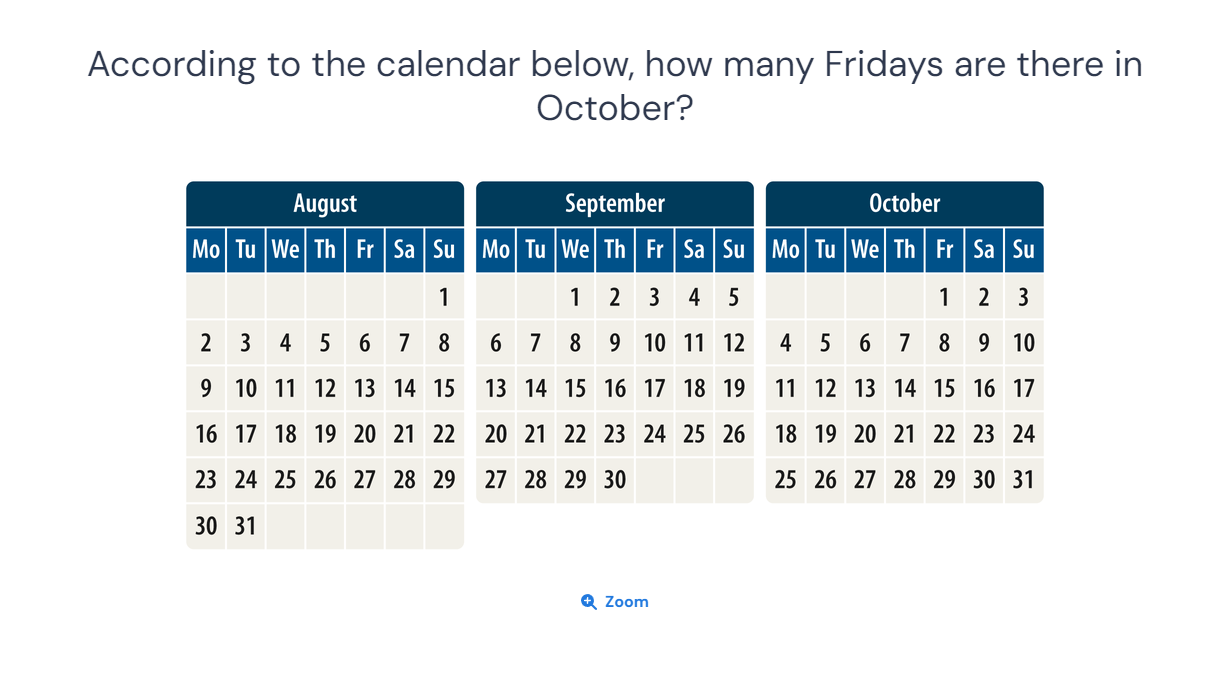 According to the calendar below, how many Fridays are there in
October?
August
Mo Tu We Th Fr Sa Su
1
2 3 4 5 6 7 8
9 10 11 12 13 14 15
16 17 18 19 20 21 22
23 24 25 26 27 28 29
30 31
September
Mo Tu We Th Fr Sa Su
1 2 3 4 5
6 7 8 9 10 11 12
13 14 15 16 17 18 19
20 21 22 23 24 25 26
27 28 29 30
October
Mo Tu We Th Fr Sa Su
1 2 3
4 5 6 7 8 9 10
11 12 13 14 15 16 17
18 19 20 21 22 23 24
25 26 27 28 29 30 31
Zoom